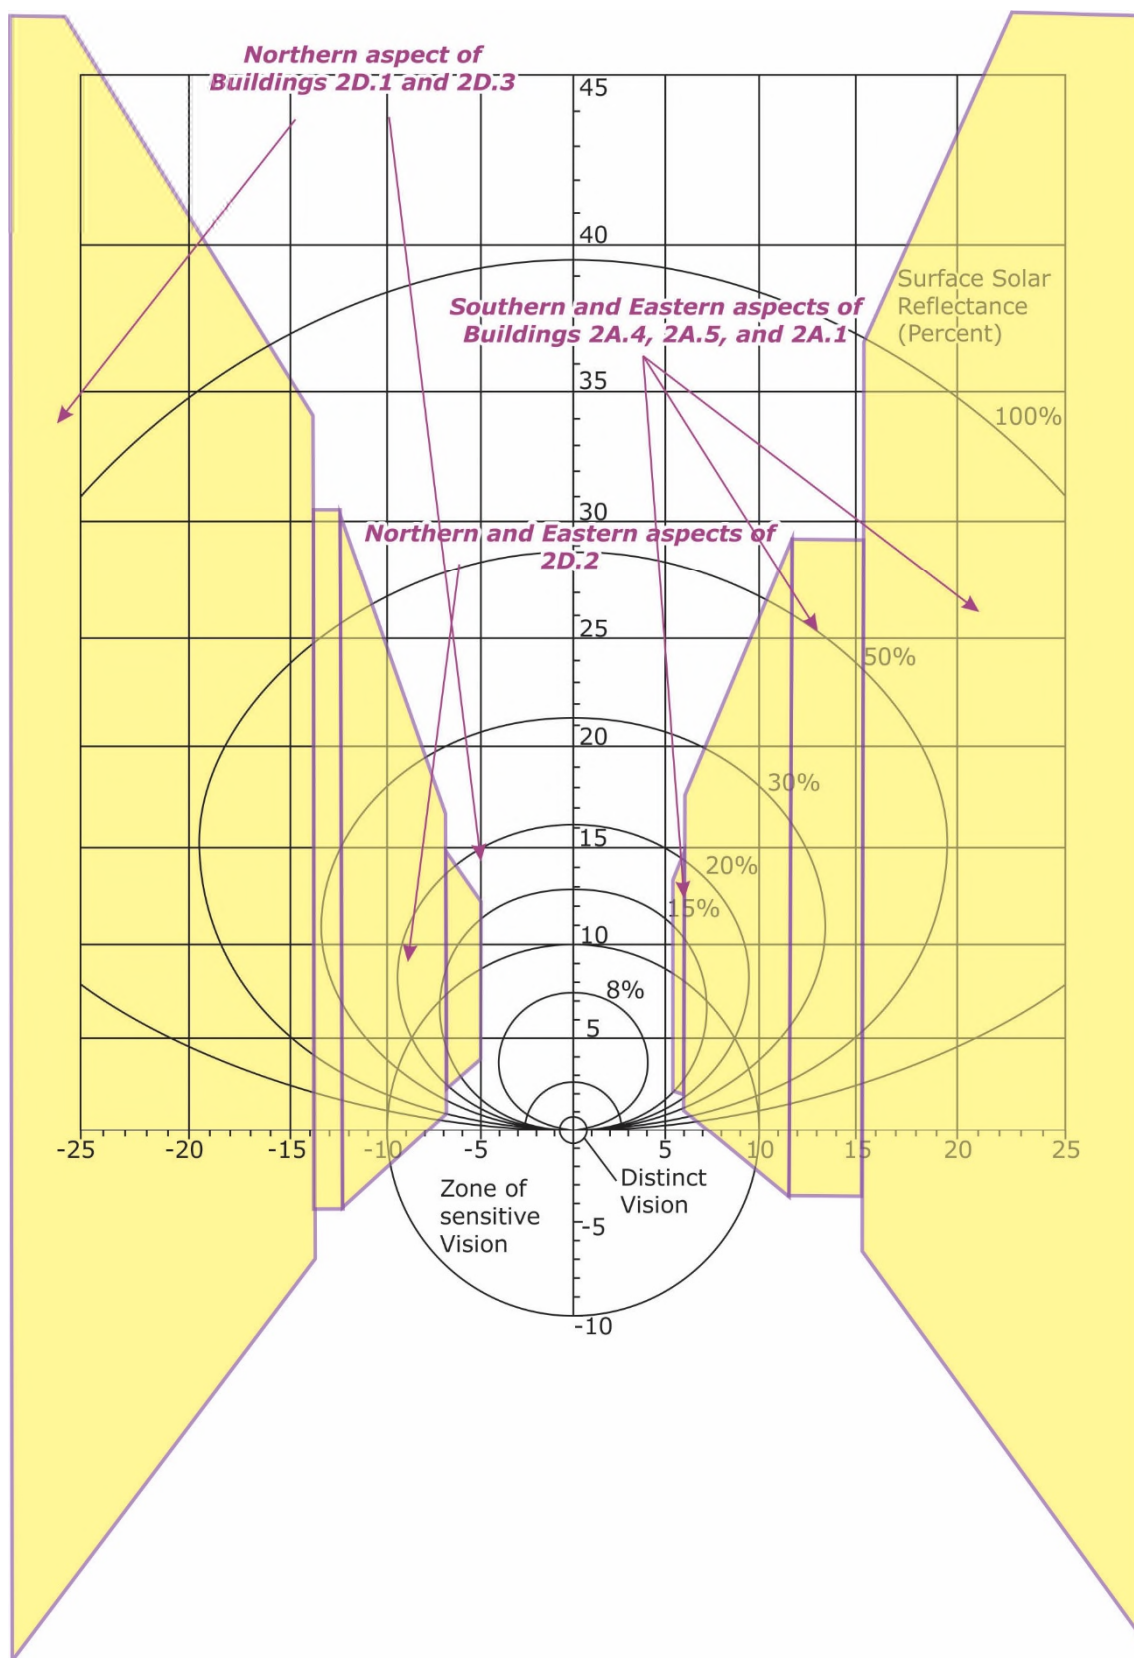 Northern aspect of
Buildings 2D.1 and 2D.3
45
40
Surface Solar
Reflectance
(Percent)
Southern and Eastern aspects of
Buildings 2A.4, 2A.5, and 2A.1
35
100%
30
Northern and Eastern aspects of
2D.2
25
50%
20
30%
15
20%
15%
10
8%
5
-25 -20 -15 -10 -5 5 10 15 20 25
Distinct
Vision
Zone of
sensitive
Vision
-5
-10